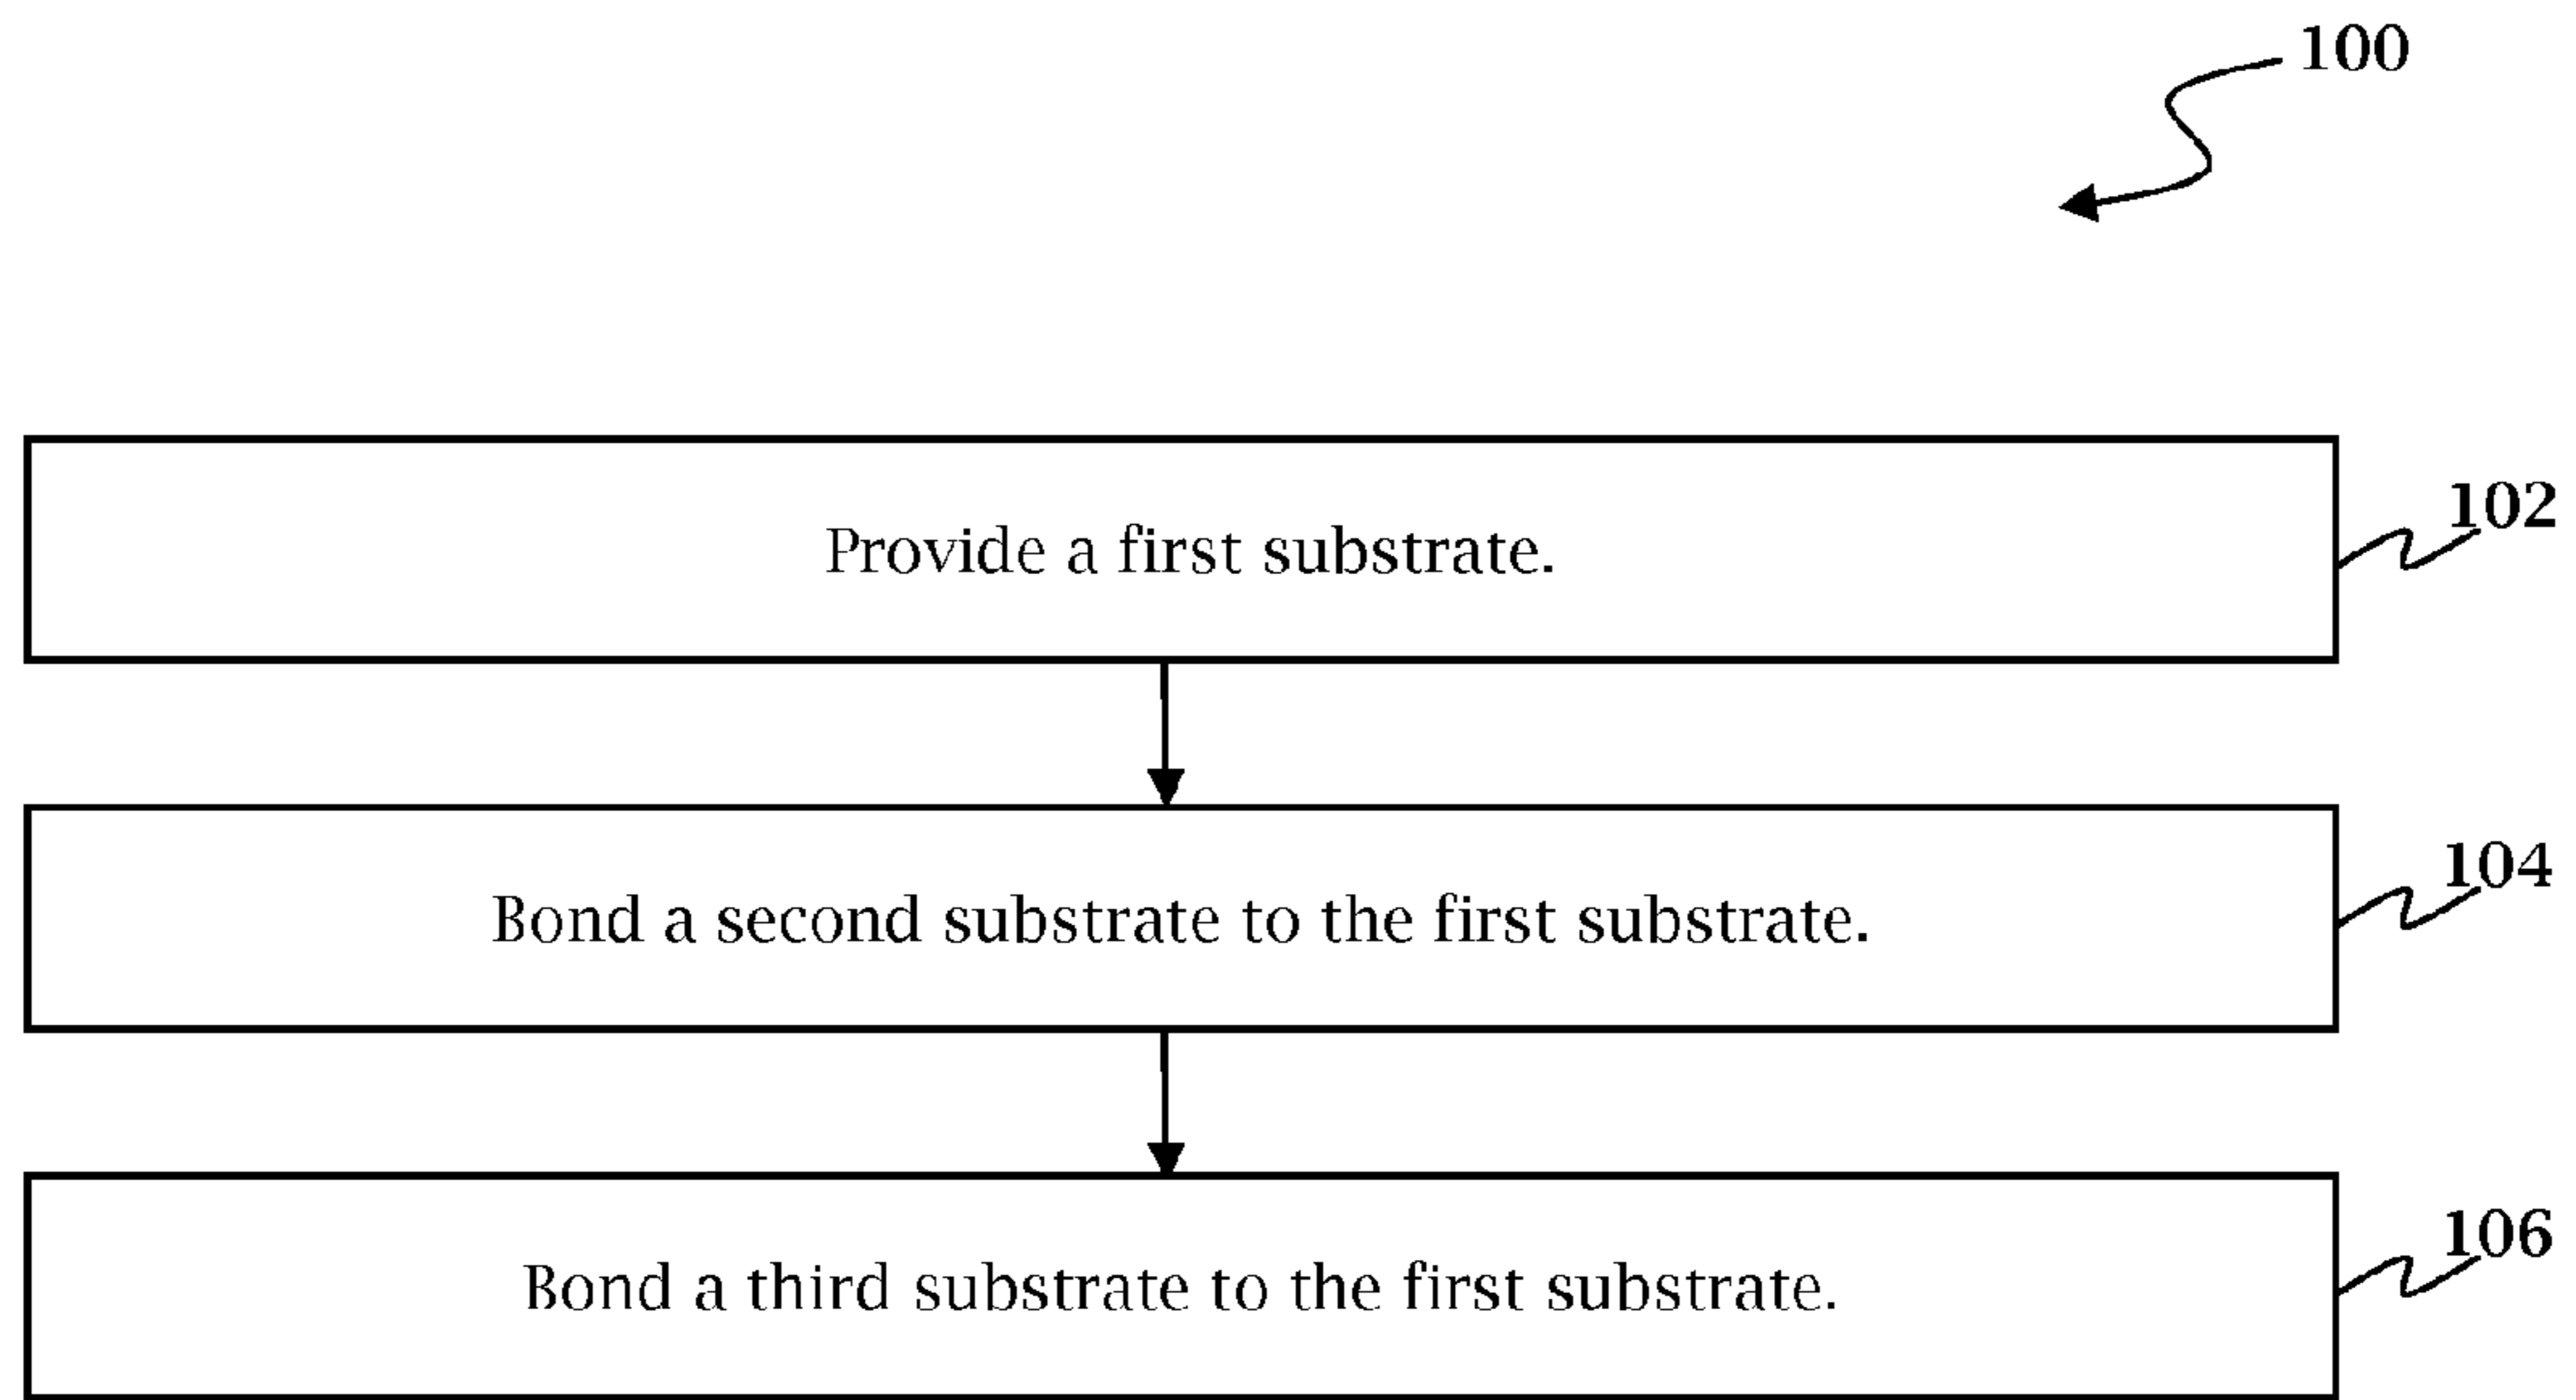 100
Provide a first substrate.
102
Bond a second substrate to the first substrate.
104
Bond a third substrate to the first substrate.
106